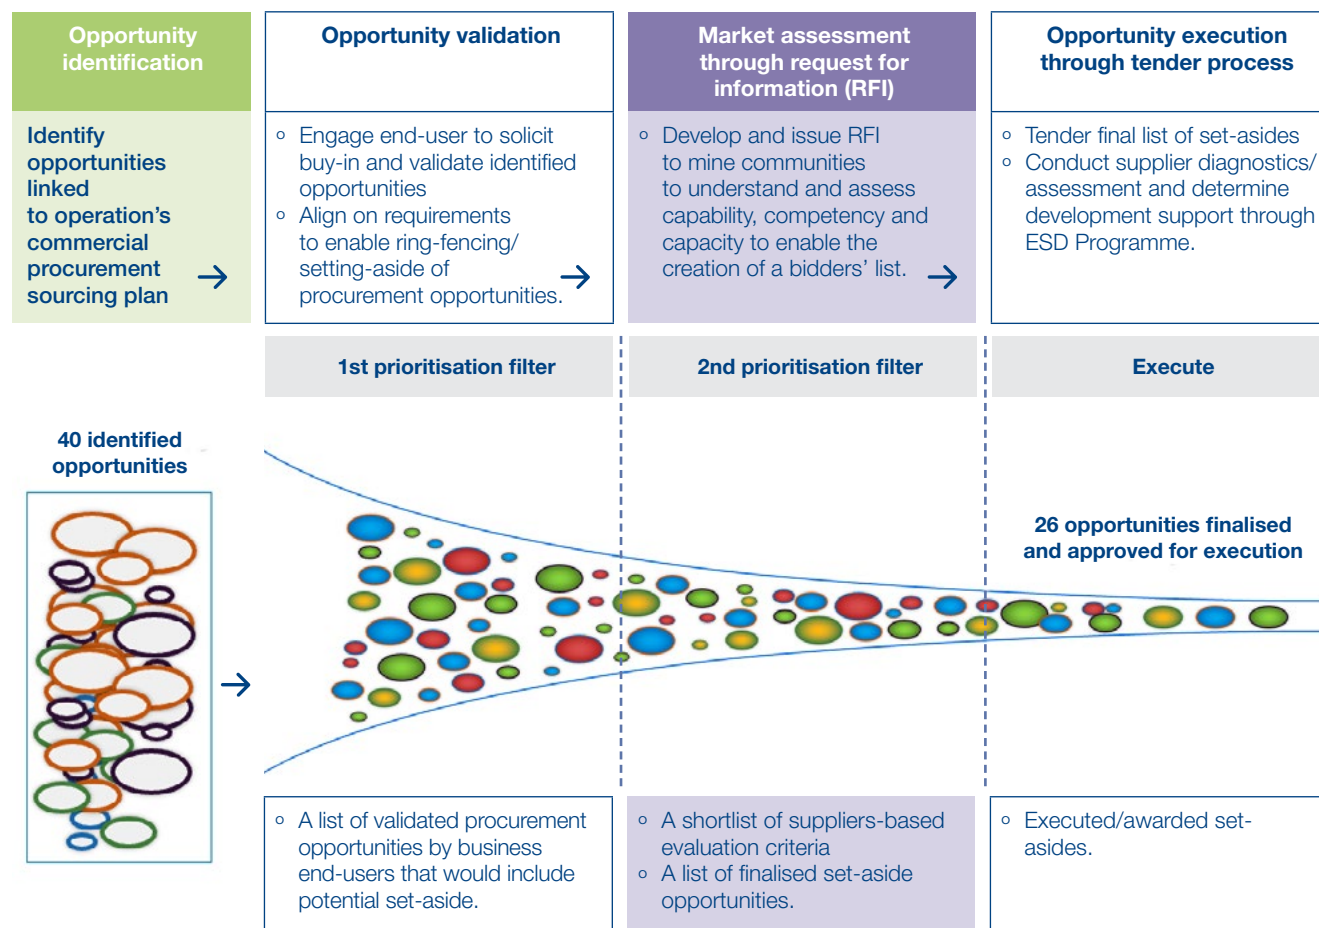 Opportunity
identification
Opportunity validation
Market assessment
through request for
information (RFI)
Opportunity execution
through tender process
Identify
opportunities
linked
to operation's
commercial
procurement
sourcing plan
o Engage end-user to solicit
buy-in and validate identified
opportunities
o Align on requirements
to enable ring-fencing/
setting-aside of
procurement opportunities.
o Develop and issue RFI
to mine communities
to understand and assess
capability, competency and
capacity to enable the
creation of a bidders' list.
o Tender final list of set-asides
o Conduct supplier diagnostics/
assessment and determine
development support through
ESD Programme.
1st prioritisation filter
2nd prioritisation filter
Execute
40 identified
opportunities
26 opportunities finalised
and approved for execution
o A list of validated procurement
opportunities by business
end-users that would include
potential set-aside.
o A shortlist of suppliers-based
evaluation criteria
o A list of finalised set-aside
opportunities.
o Executed/awarded set-
asides.